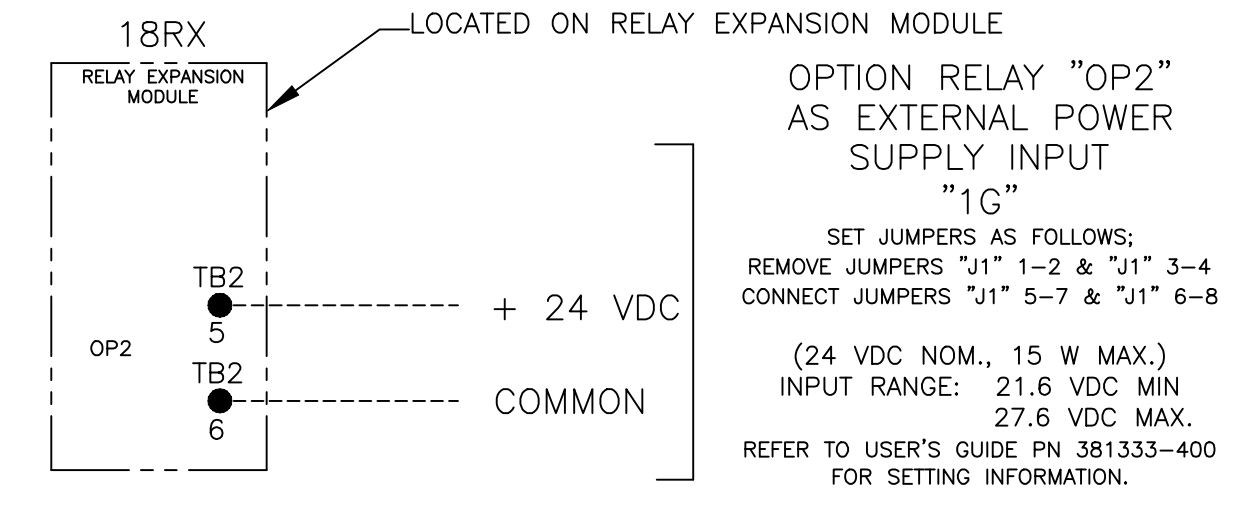 18RX
RELAY EXPANSION
MODULE
LOCATED ON RELAY EXPANSION MODULE
TB2
5
OP2
TB2
6
+ 24 VDC
COMMON
OPTION RELAY "OP2"
AS EXTERNAL POWER
SUPPLY INPUT
"1G"
SET JUMPERS AS FOLLOWS;
REMOVE JUMPERS "J1" 1-2 & "J1" 3-4
CONNECT JUMPERS "J1" 5-7 & "J1" 6-8
(24 VDC NOM., 15 W MAX.)
INPUT RANGE: 21.6 VDC MIN
27.6 VDC MAX.
REFER TO USER'S GUIDE PN 381333-400
FOR SETTING INFORMATION.